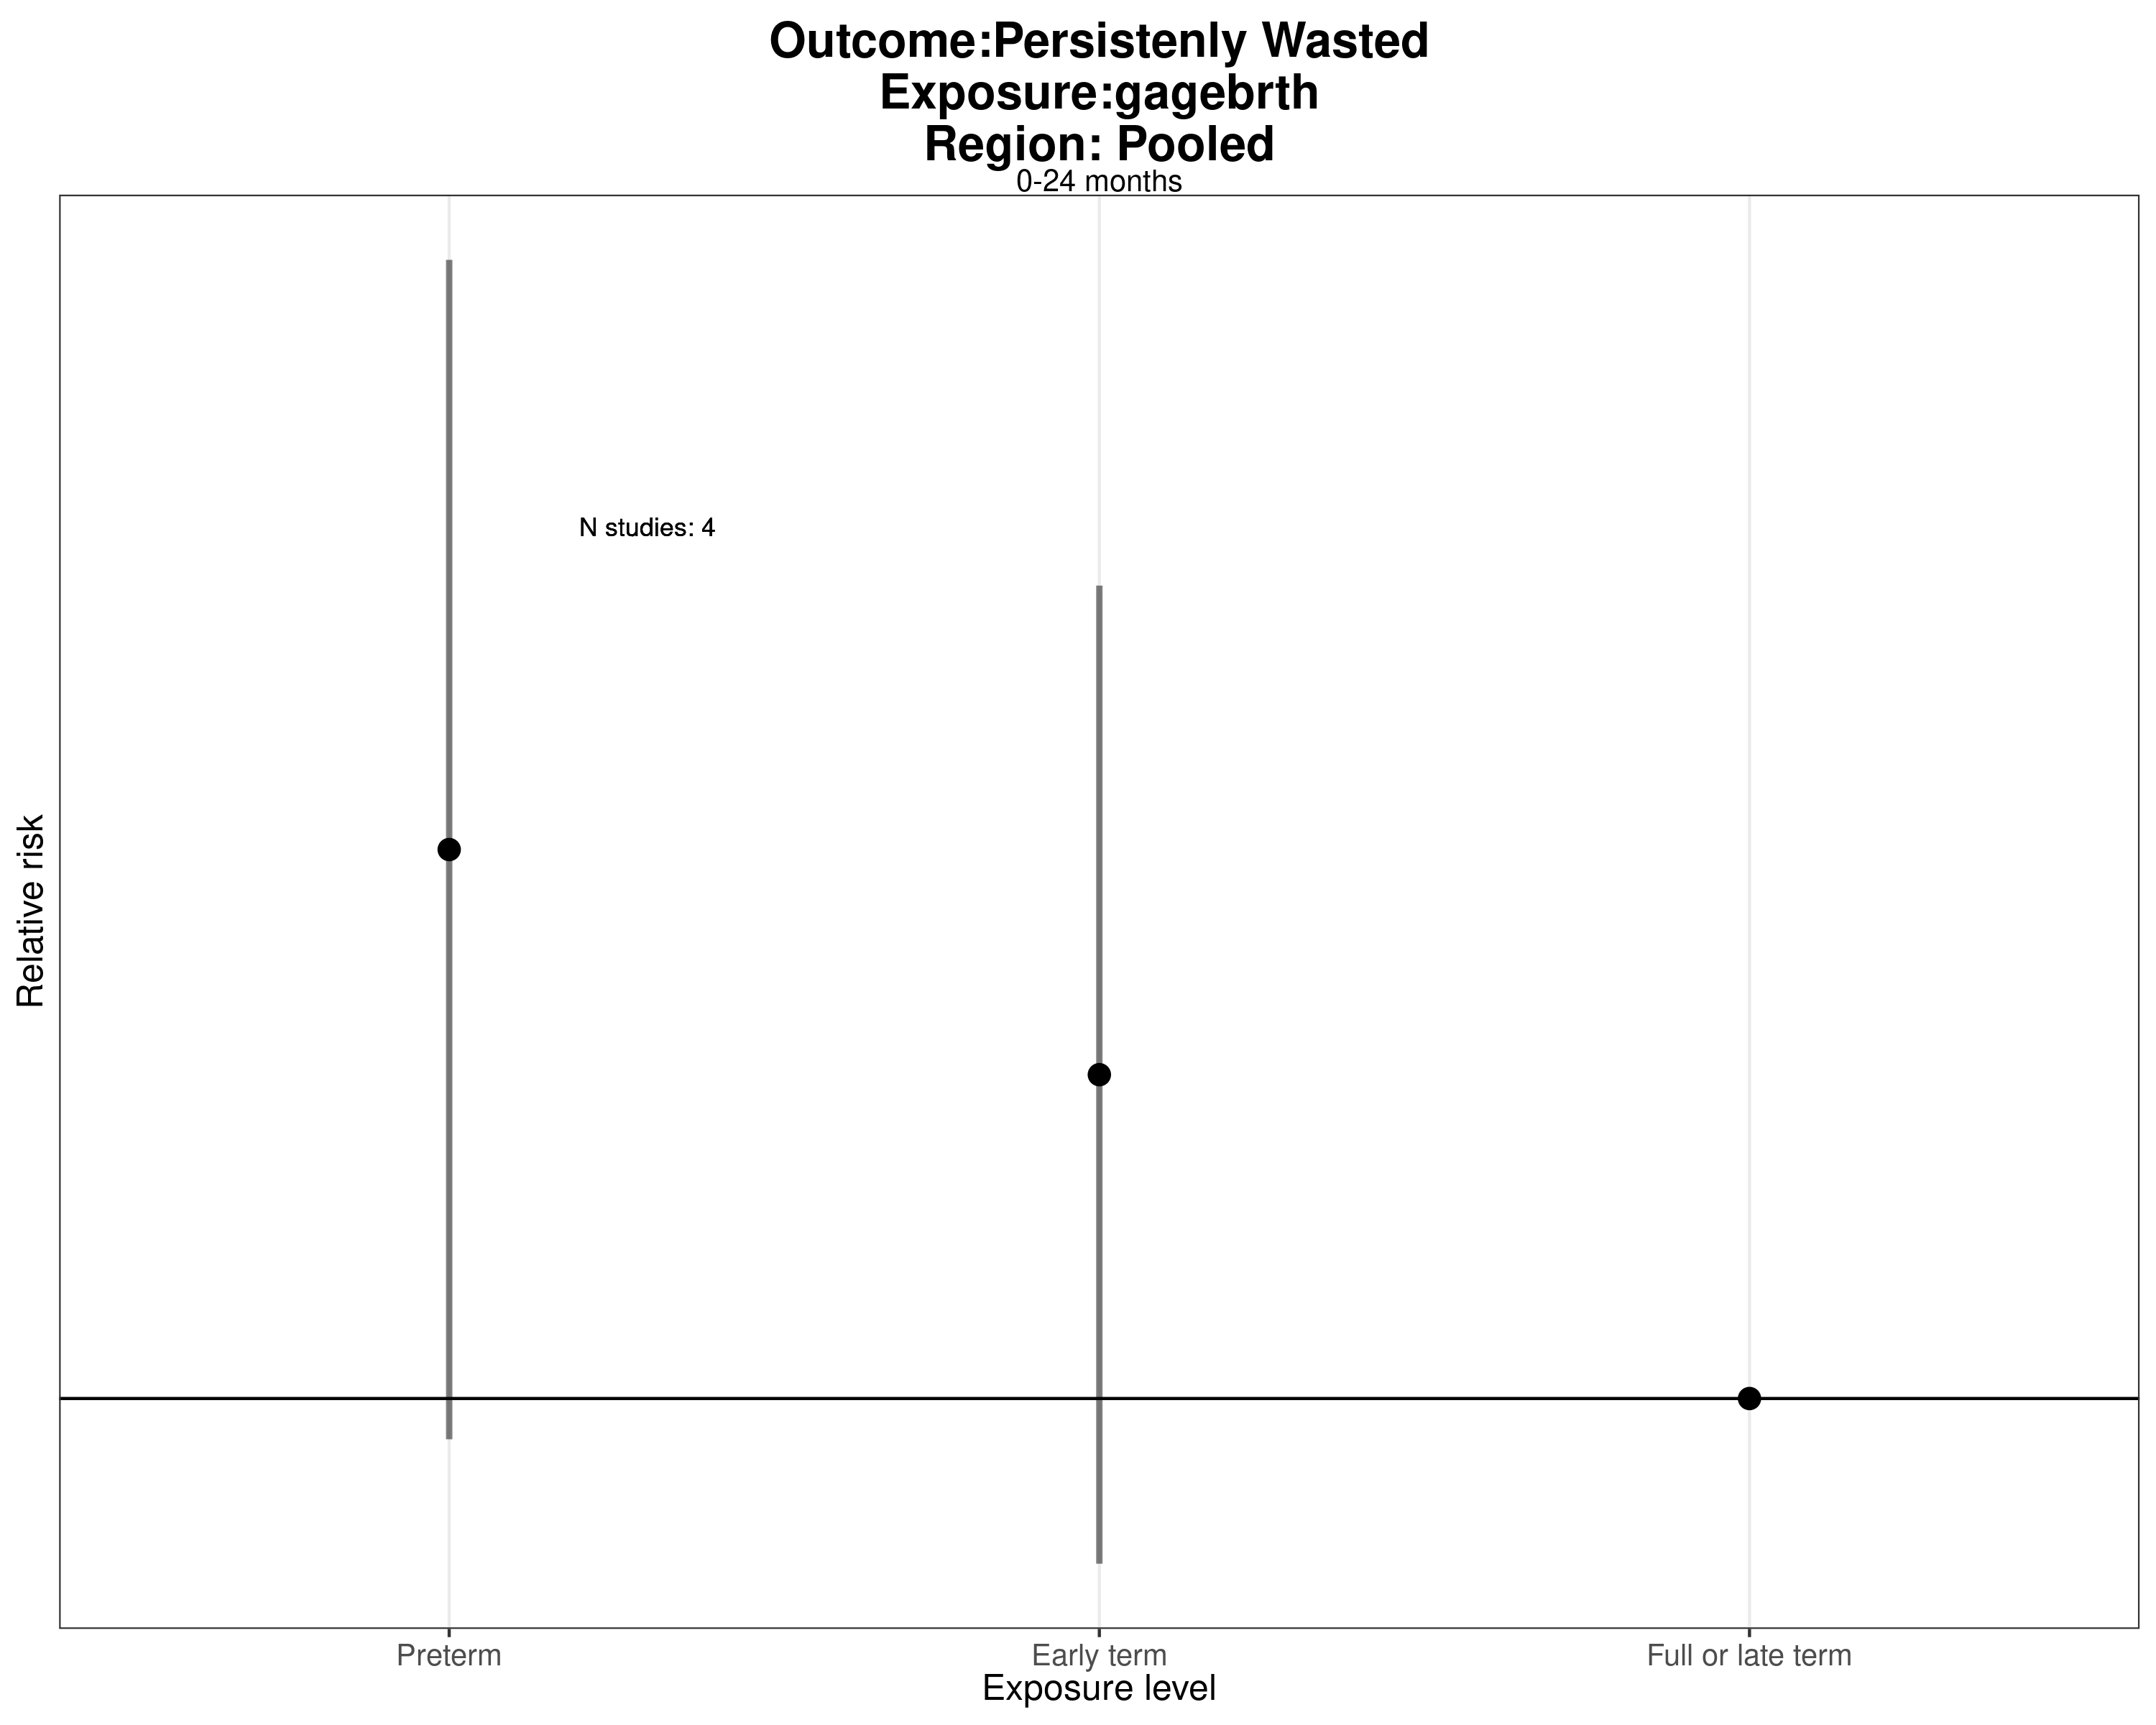 Outcome:Persistenly Wasted
Exposure:gagebrth
Region: Pooled
0-24 months
N studies: 4
Relative risk
Preterm
Early term
Full or late term
Exposure level